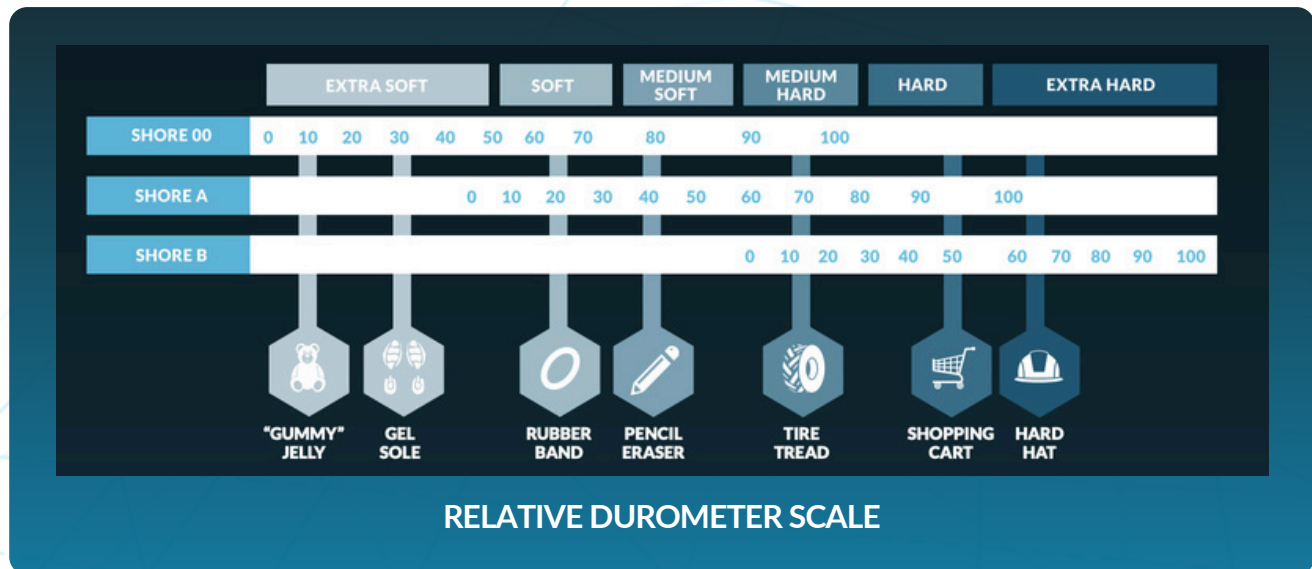 EXTRA SOFT
SOFT
MEDIUM
SOFT
MEDIUM
HARD
HARD
EXTRA HARD
SHORE 00 0 10 20 30 40 50 60 70 80 90 100
SHORE A 0 10 20 30 40 50 60 70 80 90 100
SHORE B 0 10 20 30 40 50 60 70 80 90 100
"GUMMY"
JELLY
GEL
SOLE
RUBBER
BAND
PENCIL
ERASER
TIRE
TREAD
SHOPPING
CART
HARD
HAT
RELATIVE DUROMETER SCALE